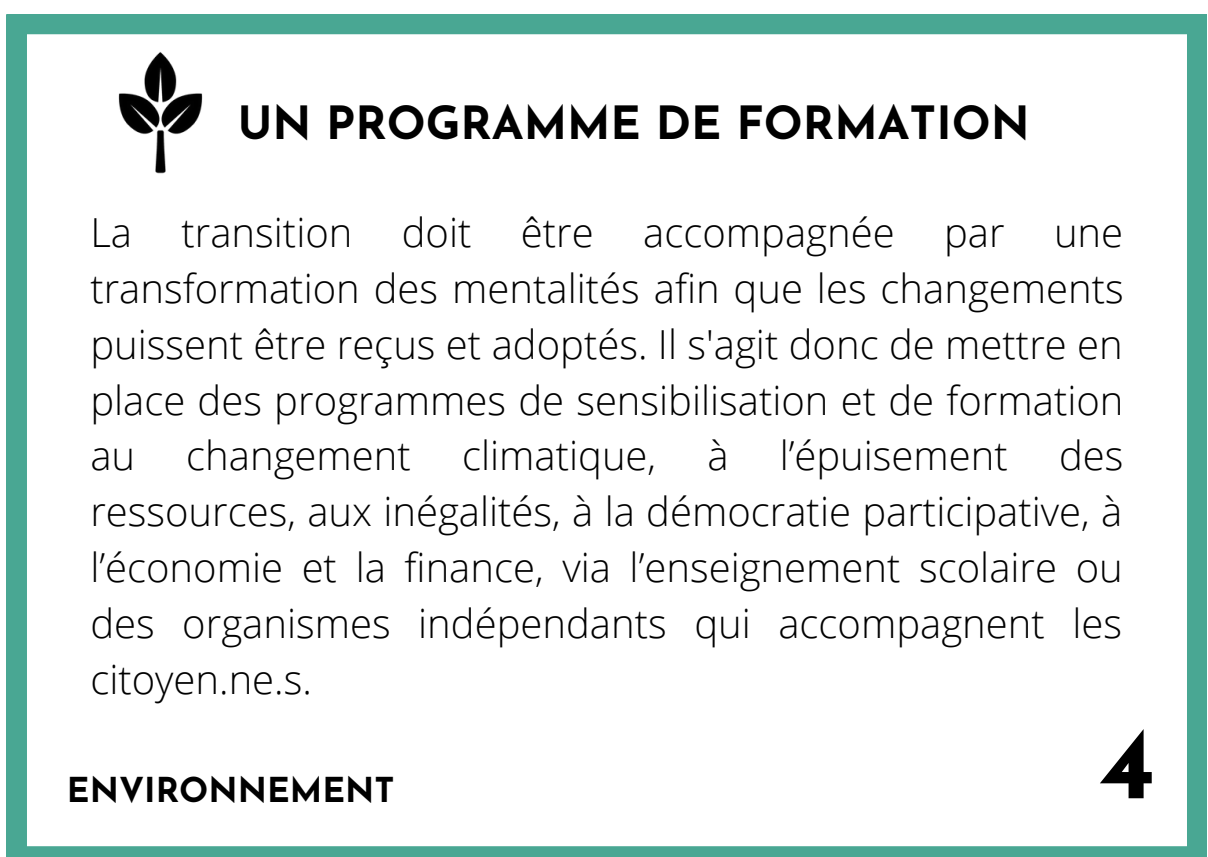 UN PROGRAMME DE FORMATION
La transition doit être accompagnée par une
transformation des mentalités afin que les changements
puissent être reçus et adoptés. Il s'agit donc de mettre en
place des programmes de sensibilisation et de formation
au changement climatique, à l’épuisement des
ressources, aux inégalités, à la démocratie participative, à
l’économie et la finance, via l’enseignement scolaire ou
des organismes indépendants qui accompagnent les
citoyen.ne.s.
ENVIRONNEMENT
4